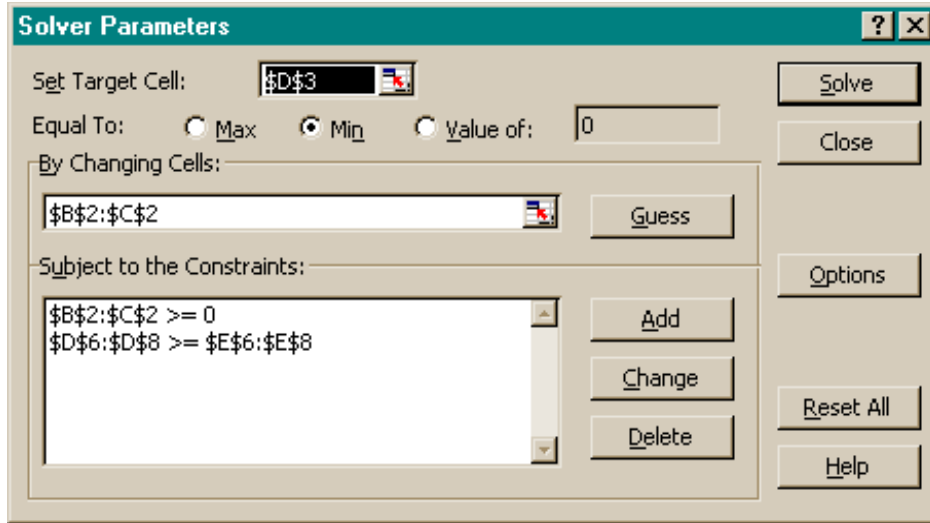 Solver Parameters
Set Target Cell: $D$3 Solve
Equal To: Max Min Value of: 0
Close
By Changing Cells:
$B$2:$C$2 Guess
Subject to the Constraints: Options
$B$2:$C$2 >= 0 Add
$D$6:$D$8 >= $E$6:$E$8
Change
Reset All
Delete
Help